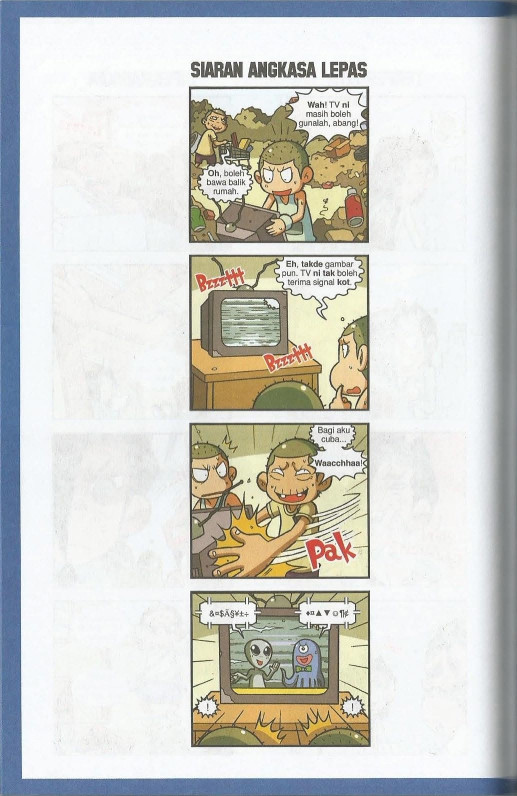 SIARAN ANGKASA LEPAS
Wah! TV ni
masih boleh
gunalah, abang!
Oh, boleh
bawa balik
rumah.
Bzzzttt
Eh, takde gambar
pun. TV ni tak boleh
terima signal kot.
Bzzzttt
Bagi aku
cuba...
Waacchhaa!
Pak
&¤$Ä§¥±÷
♦¤▲▼☼¶¢
!
!